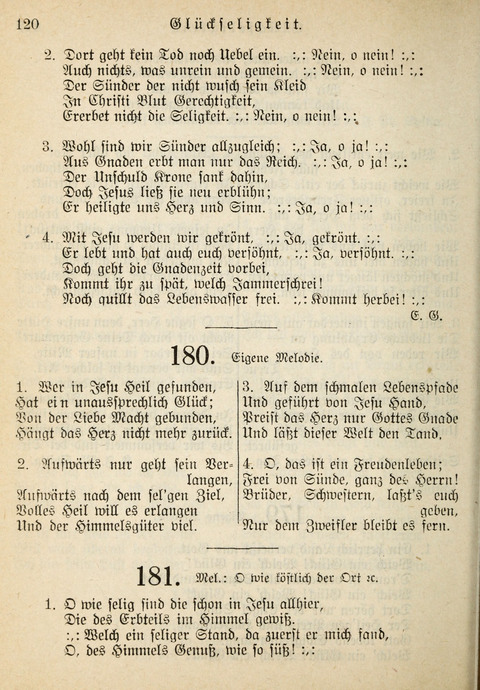 120 Glückseligkeit.
2. Dort geht kein Tod noch Uebel ein. :,: Nein, o nein! :,:
Auch nichts, was unrein und gemein. :,: Nein, o nein! :,:
Der Sünder der nicht wusch sein Kleid
In Christi Blut Gerechtigkeit,
Ererbet nicht die Seligkeit. :,: Nein, o nein! :,:
3. Wohl sind wir Sünder allzugleich; :,: Ja, o ja! :,:
Aus Gnaden erbt man nur das Reich. :,: Ja, o ja! :,:
Der Unschuld Krone sank dahin,
Doch Jesus ließ sie neu erblühn;
Er heiligte uns Herz und Sinn. :,: Ja, o ja! :,:
4. Mit Jesu werden wir gekrönt, :,: Ja, gekrönt. :,:
Er lebt und hat auch euch versöhnt, :,: Ja, versöhnt. :,:
Doch geht die Gnadenzeit vorbei,
Kommt ihr zu spät, welch Jammerschrei!
Noch quillt das Lebenswasser frei. :,: Kommt herbei! :,:
E. G.
180. Eigene Melodie.
1. Wer in Jesu Heil gefunden,
Hat ein unaussprechlich Glück;
Von der Liebe Macht gebunden,
Hängt das Herz nicht mehr zurück.
2. Aufwärts nur geht sein Ver-
langen,
Aufwärts nach dem sel'gen Ziel,
Volles Heil will es erlangen
Und der Himmelsgüter viel.
3. Auf dem schmalen Lebenspfade
Und geführt von Jesu Hand,
Preist das Herz nur Gottes Gnade
Und läßt dieser Welt den Tand.
4. O, das ist ein Freudenleben;
Frei von Sünde, ganz des Herrn!
Brüder, Schwestern, laßt's euch
geben,
Nur dem Zweifler bleibt es fern.
181. Mel.: O wie köstlich der Ort ꝛc.
1. O wie selig sind die schon in Jesu allhier,
Die des Erbteils im Himmel gewiß.
:,: Welch ein seliger Stand, da zuerst er mich fand,
O, des Himmels Genuß, wie so süß! :,: